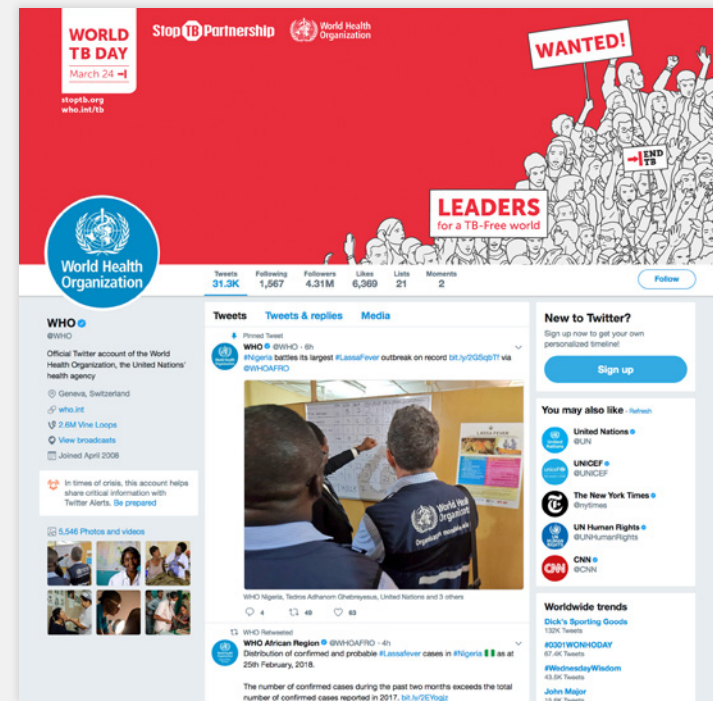 WORLD
TB DAY
March 24
stoptb.org
who.int/tb
Stop TB Partnership
World Health
Organization
WANTED!
END
TB
LEADERS
for a TB-Free world
World Health
Organization
Tweets Following Followers Likes Lists Moments
31.3K 1,567 4.31M 6,369 21 2
Follow
WHO
@WHO
Official Twitter account of the World
Health Organization, the United Nations'
health agency
Geneva, Switzerland
who.int
2.6M Vine Loops
View broadcasts
Joined April 2008
In times of crisis, this account helps
share critical information with
Twitter Alerts. Be prepared
5,546 Photos and videos
Tweets Tweets & replies Media
Pinned Tweet
WHO @WHO · 6h
#Nigeria battles its largest #LassaFever outbreak on record bit.ly/2GSqbTf via
@WHOAFRO
LASSA FEVER
World Health
Organization
WHO Nigeria, Tedros Adhanom Ghebreyesus, United Nations and 3 others
4 49 63
WHO Retweeted
WHO African Region @WHOAFRO · 4h
Distribution of confirmed and probable #Lassafever cases in #Nigeria as at
25th February, 2018.
The number of confirmed cases during the past two months exceeds the total
number of confirmed cases reported in 2017. bit.ly/2EYoqjz
New to Twitter?
Sign up now to get your own
personalized timeline!
Sign up
You may also like · Refresh
United Nations
@UN
UNICEF
@UNICEF
The New York Times
@nytimes
UN Human Rights
@UNHumanRights
CNN
CNN
@CNN
Worldwide trends
Dick's Sporting Goods
132K Tweets
#0301WONHODAY
67.4K Tweets
#WednesdayWisdom
43.5K Tweets
John Major